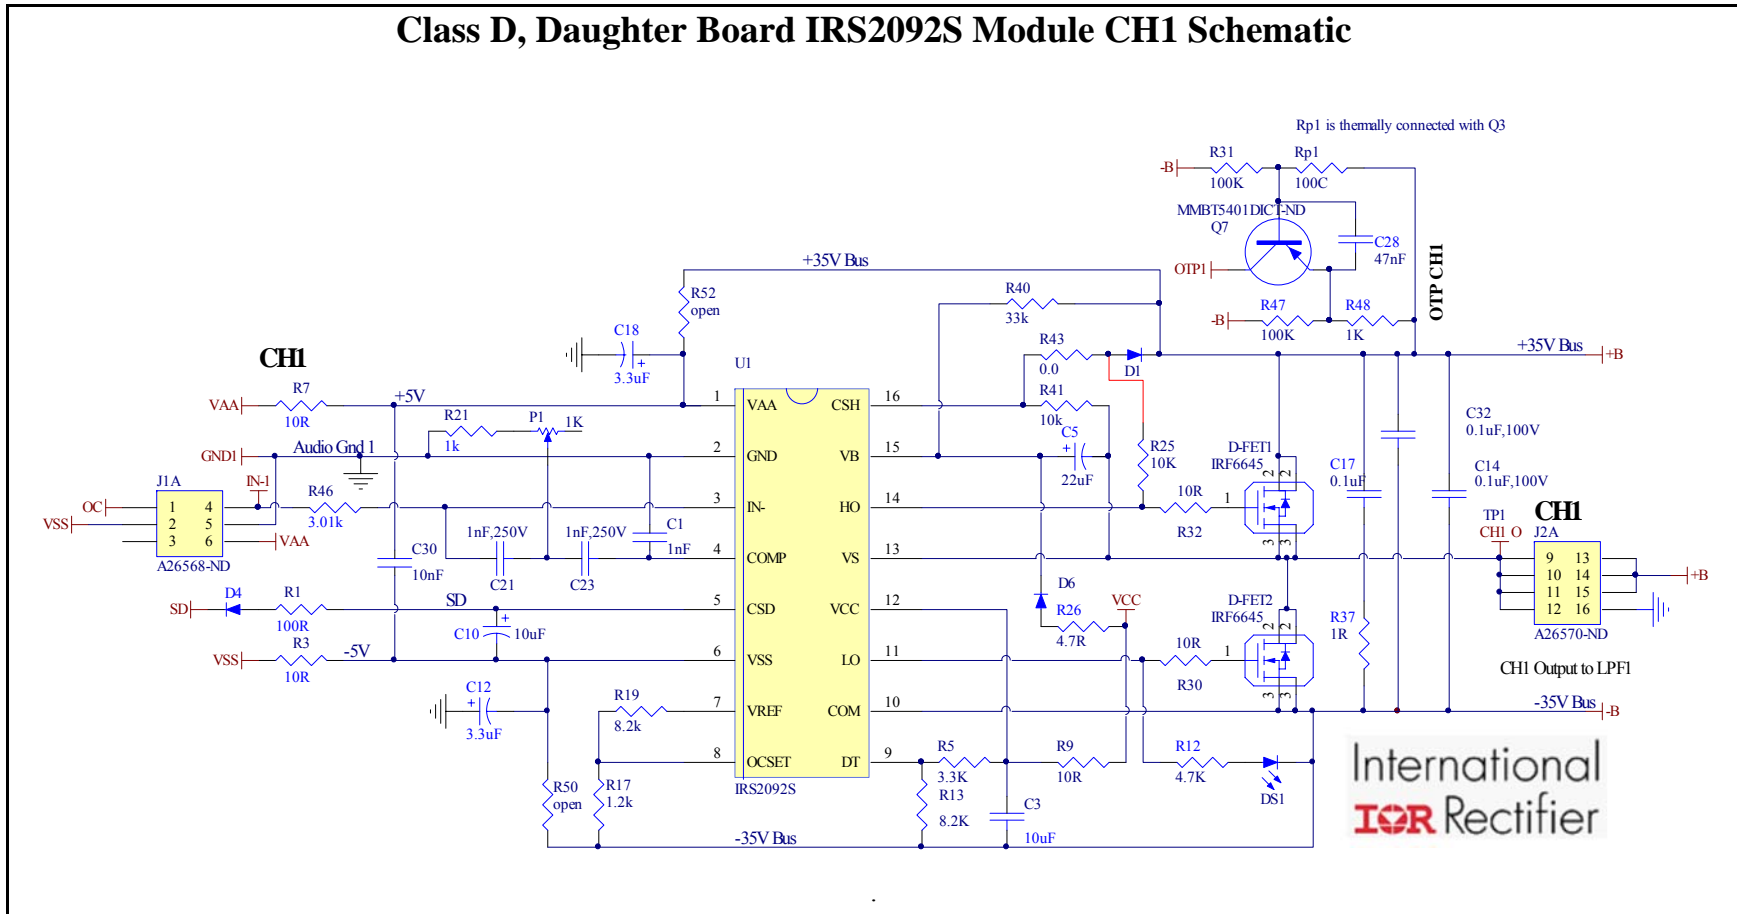 Class D, Daughter Board IRS2092S Module CH1 Schematic
Rp1 is thermally connected with Q3
-B
R31
100K
Rp1
100C
MMBT5401DICT-ND
Q7
C28
47nF
OTP1
OTP CH1
-B
R47
100K
R48
1K
+35V Bus
R52
open
R40
33k
C18
+
3.3uF
R43
0.0
D1
+35V Bus
+B
CH1
U1
R7
VAA
10R
+5V
1
VAA
CSH
16
R41
10k
R21
1k
P1
1K
C5
+
22uF
R25
10K
C32
0.1uF,100V
Audio Gnd 1
GND1
2
GND
VB
15
D-FET1
IRF6645
2
2
C17
0.1uF
C14
0.1uF,100V
J1A
IN-1
R46
3.01k
OC
VSS
1
2
3
4
5
6
VAA
A26568-ND
3
IN-
HO
14
10R
R32
1
3
3
1nF,250V
C21
1nF,250V
C23
C1
1nF
4
COMP
VS
13
TP1
CH1 O
CH1
J2A
9
10
11
12
13
14
15
16
+B
A26570-ND
C30
10nF
SD
D4
R1
100R
SD
5
CSD
VCC
12
D6
R26
4.7R
VCC
D-FET2
IRF6645
2
2
R37
1R
C10
+
10uF
VSS
R3
10R
-5V
6
VSS
LO
11
10R
R30
1
3
3
CH1 Output to LPF1
C12
+
3.3uF
R19
8.2k
7
VREF
COM
10
-35V Bus
-B
8
OCSET
DT
9
IRS2092S
R5
3.3K
R9
10R
R12
4.7K
DS1
R50
open
R17
1.2k
R13
8.2K
C3
10uF
-35V Bus
International
IOR Rectifier
.